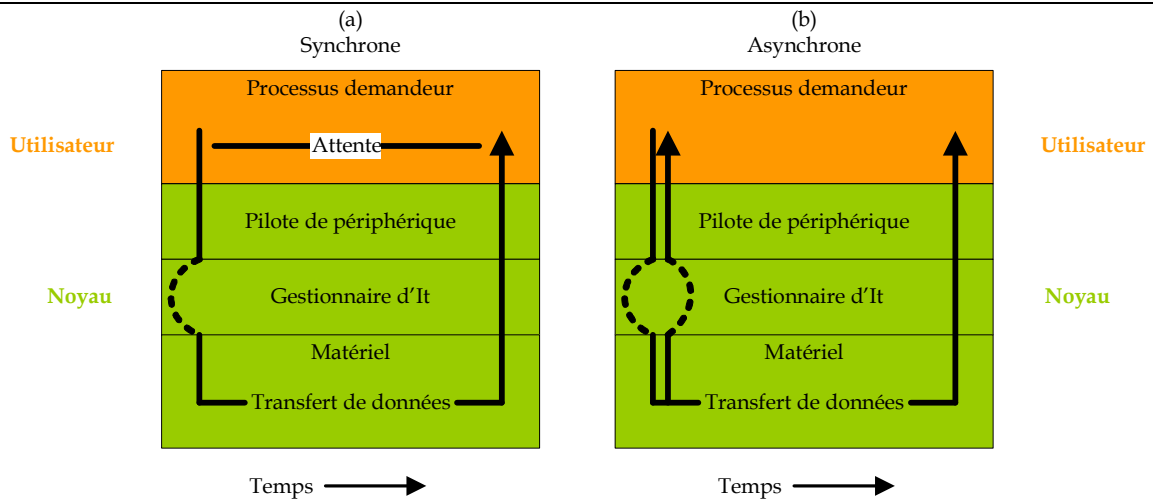 (a)
Synchrone
Processus demandeur
Utilisateur
Attente
Pilote de périphérique
Noyau
Gestionnaire d'It
Matériel
Transfert de données
Temps
(b)
Asynchrone
Processus demandeur
Utilisateur
Pilote de périphérique
Gestionnaire d'It
Noyau
Matériel
Transfert de données
Temps